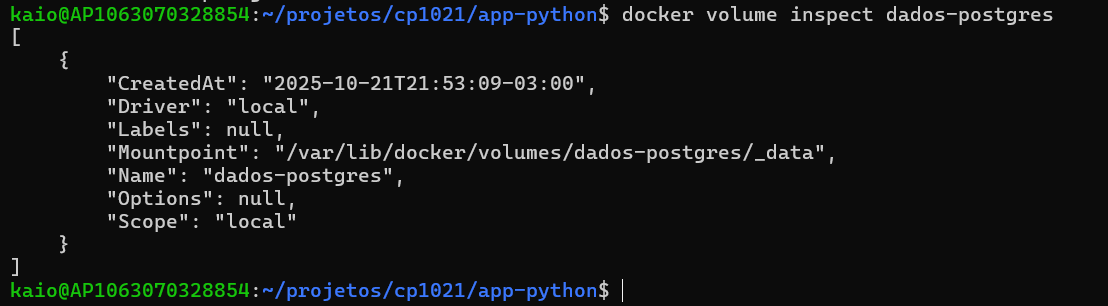 kaio@AP1063070328854:~/projetos/cp1021/app-python$ docker volume inspect dados-postgres
[
    {
        "CreatedAt": "2025-10-21T21:53:09-03:00",
        "Driver": "local",
        "Labels": null,
        "Mountpoint": "/var/lib/docker/volumes/dados-postgres/_data",
        "Name": "dados-postgres",
        "Options": null,
        "Scope": "local"
    }
]
kaio@AP1063070328854:~/projetos/cp1021/app-python$